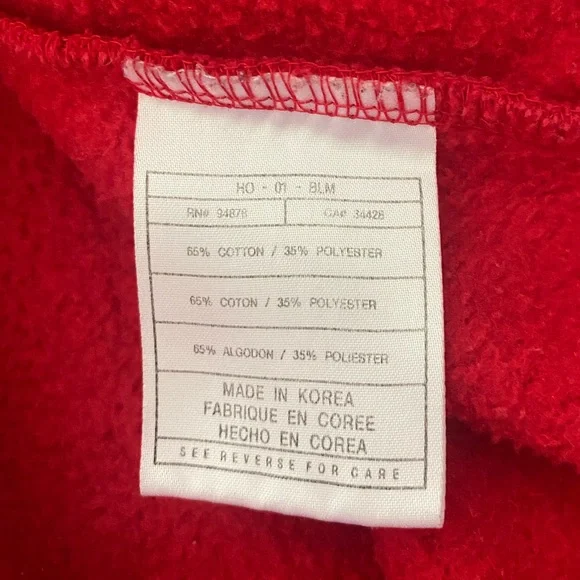 HO - 01 - BLM
RN# 94878 CA# 34428
65% COTTON / 35% POLYESTER
65% COTON / 35% POLYESTER
65% ALGODON / 35% POLIESTER
MADE IN KOREA
FABRIQUE EN COREE
HECHO EN COREA
SEE REVERSE FOR CARE